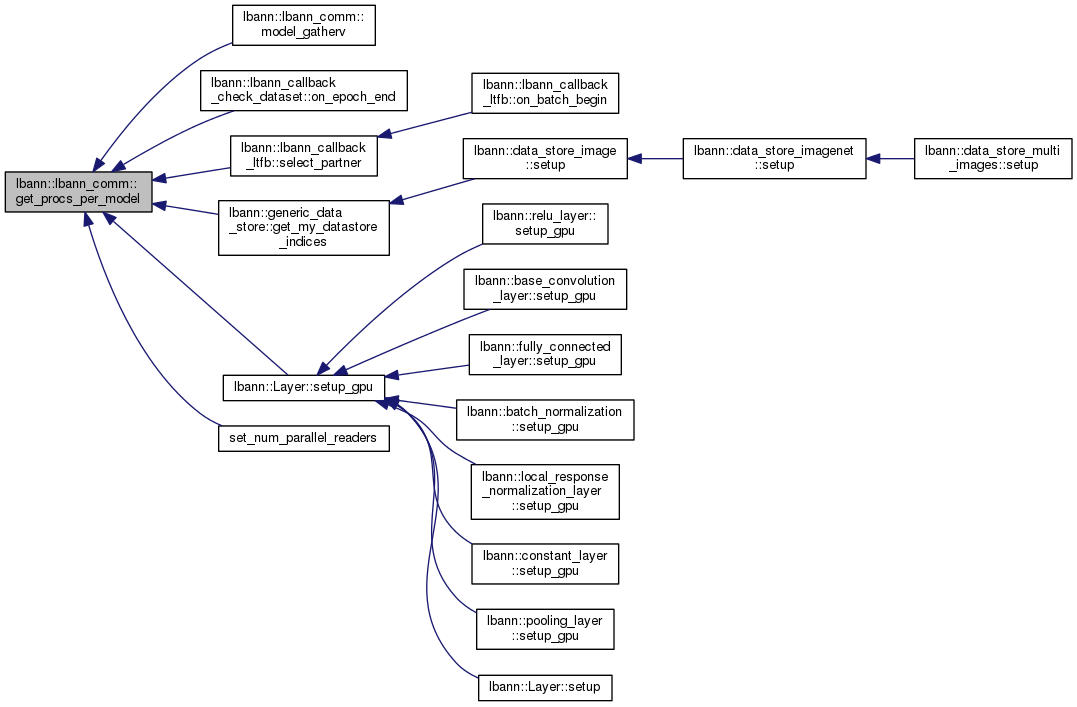 lbann::lbann_comm::
model_gatherv
lbann::lbann_callback
_check_dataset::on_epoch_end
lbann::lbann_callback
_ltfb::on_batch_begin
lbann::lbann_callback
_ltfb::select_partner
lbann::data_store_image
::setup
lbann::data_store_imagenet
::setup
lbann::data_store_multi
_images::setup
lbann::lbann_comm::
get_procs_per_model
lbann::generic_data
_store::get_my_datastore
_indices
lbann::relu_layer::
setup_gpu
lbann::base_convolution
_layer::setup_gpu
lbann::fully_connected
_layer::setup_gpu
lbann::Layer::setup_gpu
lbann::batch_normalization
::setup_gpu
set_num_parallel_readers
lbann::local_response
_normalization_layer
::setup_gpu
lbann::constant_layer
::setup_gpu
lbann::pooling_layer
::setup_gpu
lbann::Layer::setup